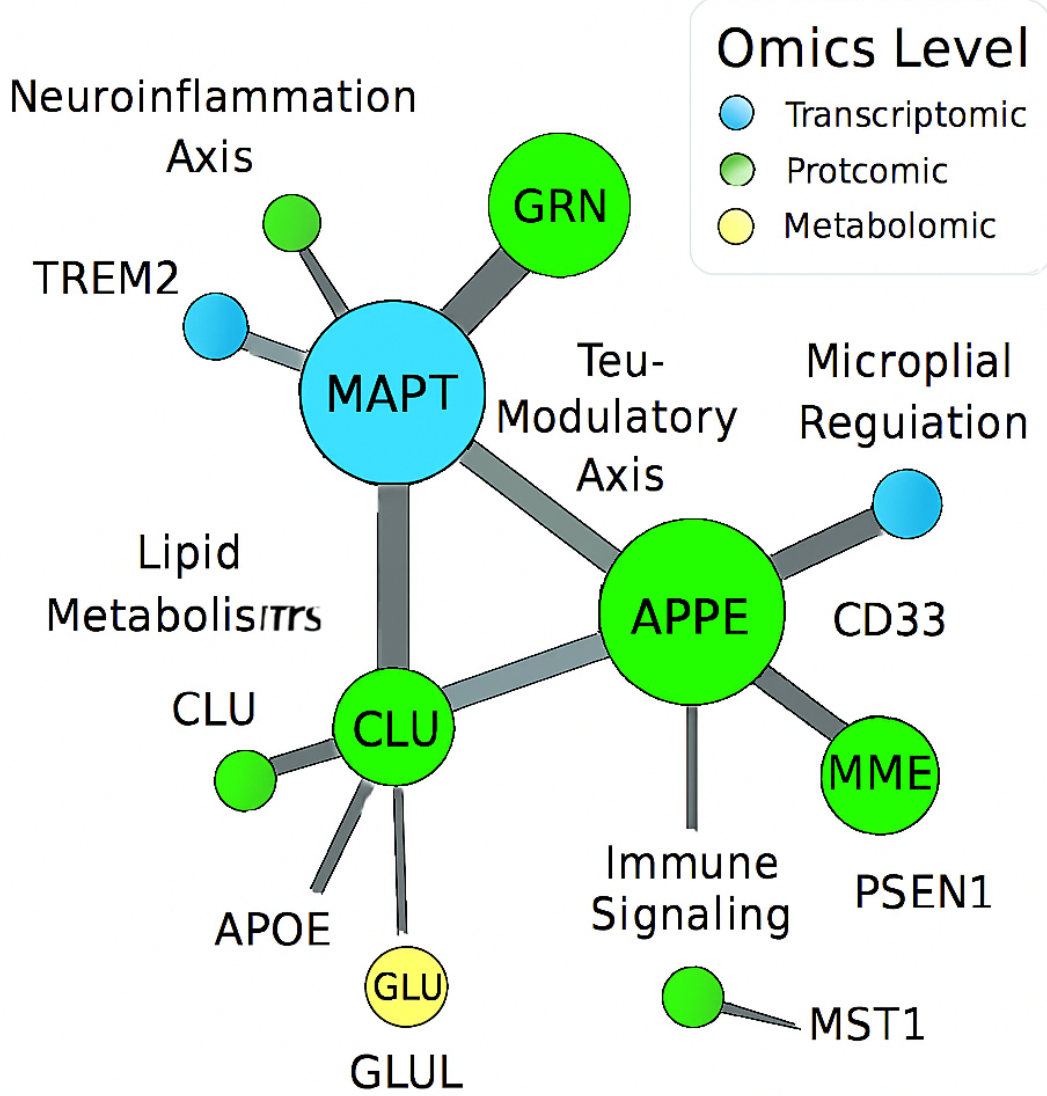 Omics Level
Transcriptomic
Protcomic
Metabolomic
Neuroinflammation
Axis
GRN
TREM2
MAPT
Teu-
Modulatory
Axis
Microplial
Reguiation
Lipid
APPE
CD33
CLU
CLU
MME
Immune
Signaling
PSEN1
APOE
GLU
MST1
GLUL